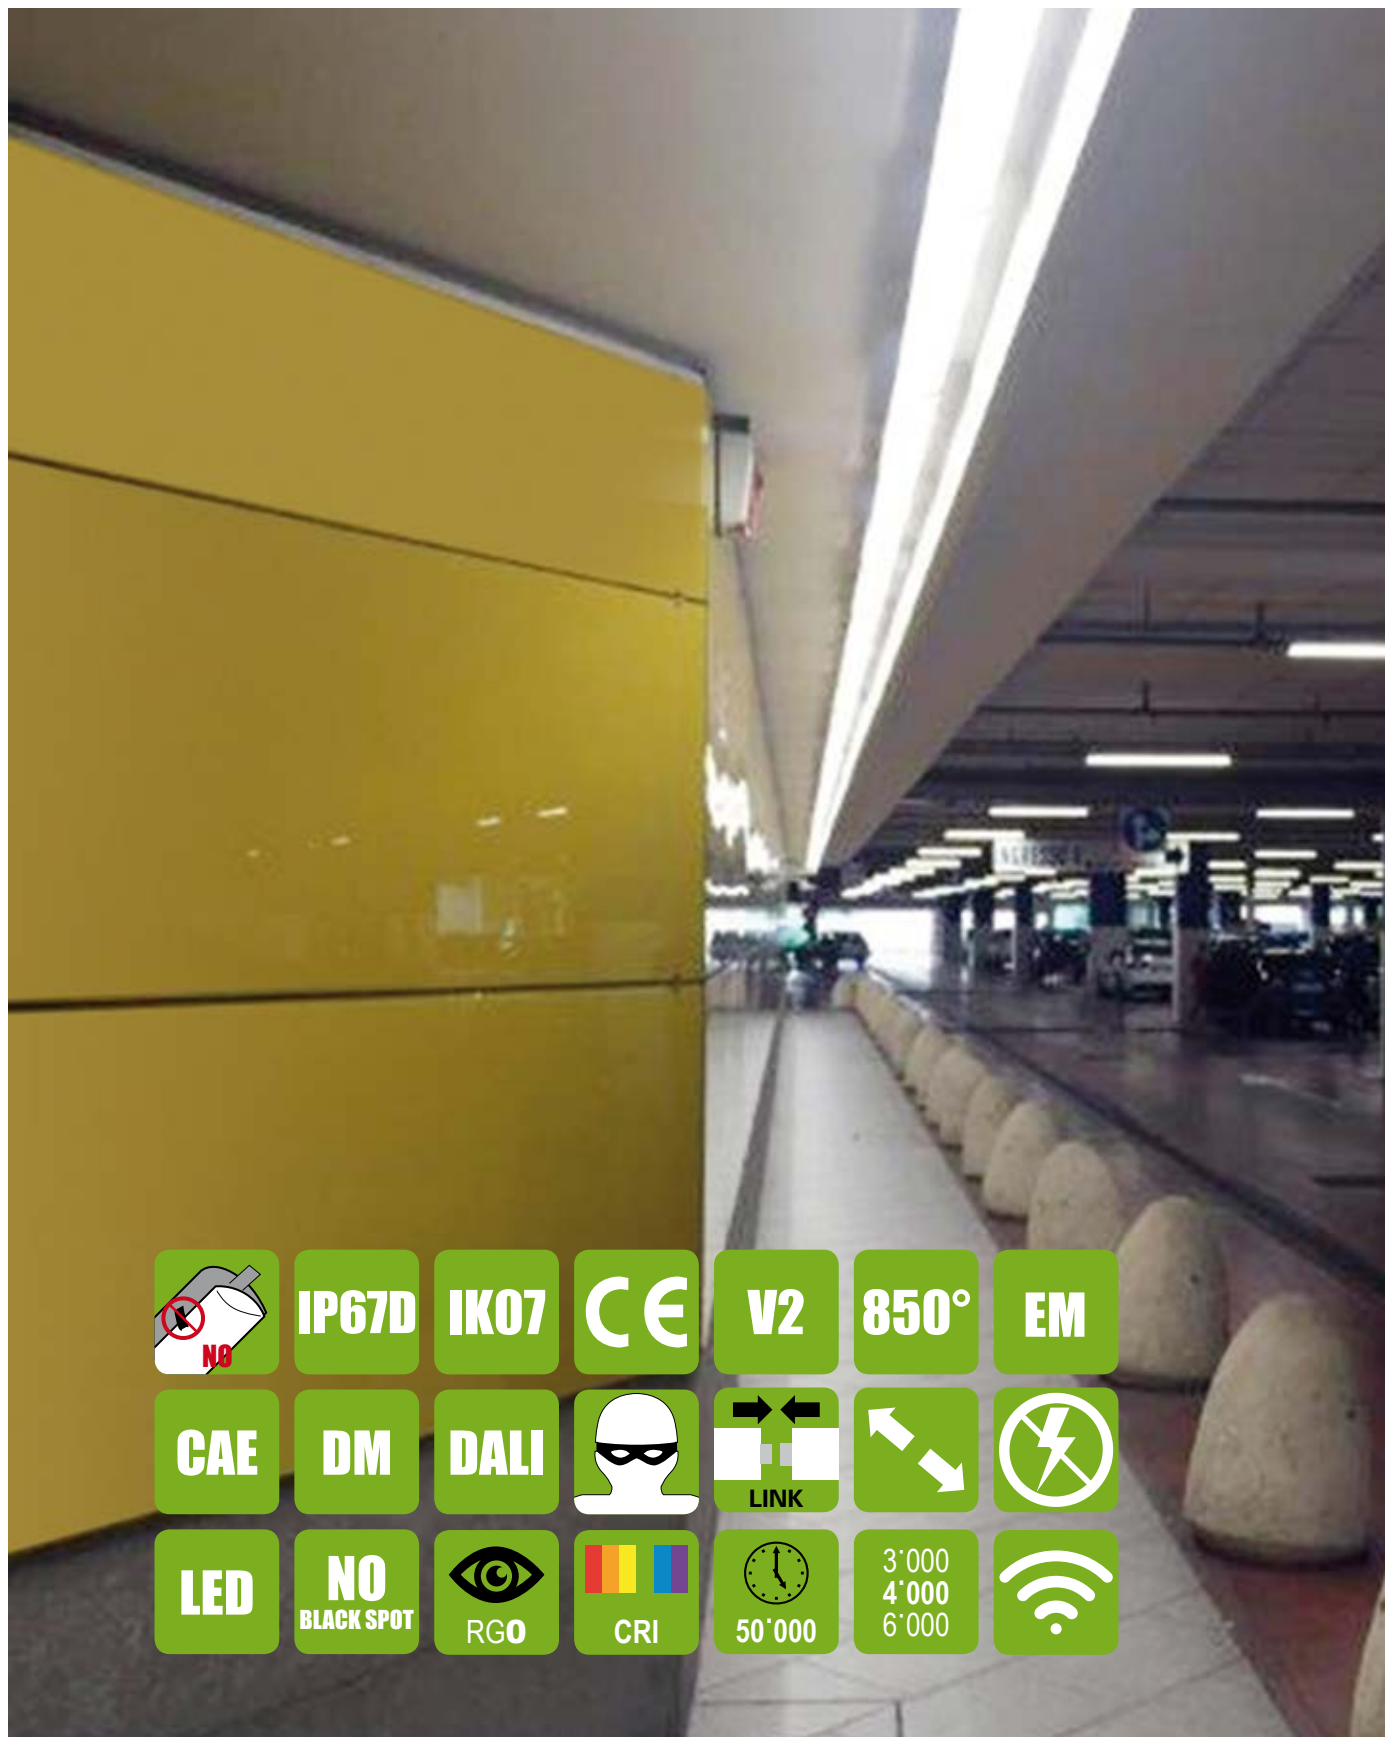 NO
IP67D
IK07
CE
V2
850°
EM
CAE
DM
DALI
LINK
LED
NO
BLACK SPOT
RG0
CRI
50˙000
3˙000
4˙000
6˙000